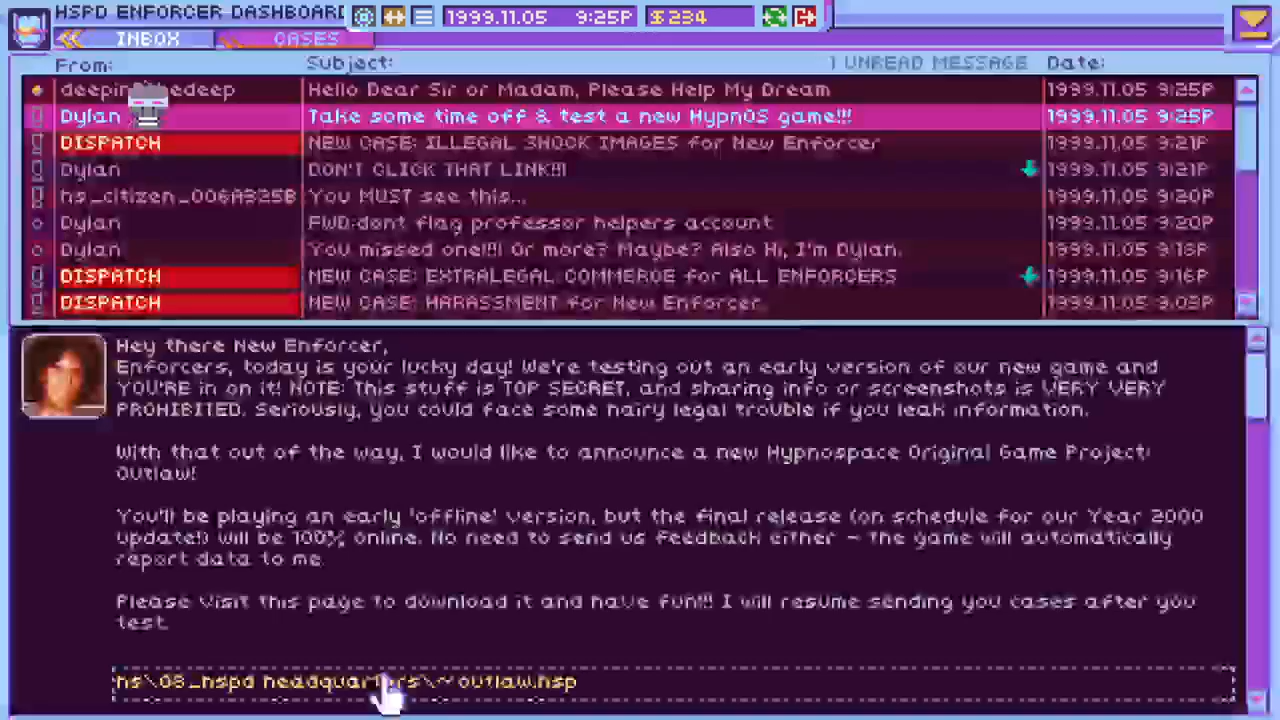 HSPD ENFORCER DASHBOARD
1999.11.05 9:25P
234
INBOX
CASES
From:
Subject:
1 UNREAD MESSAGE
Date:
Hello Dear Sir or Madam, Please Help My Dream
1999.11.05 9:25P
Dylan
Take some time off & test a new HypnOS game!!!
1999.11.05 9:25P
DISPATCH
NEW CASE: ILLEGAL SHOCK IMAGES for New Enforcer
1999.11.05 9:21P
Dylan
DON'T CLICK THAT LINK!!!
1999.11.05 9:21P
hs_citizen_006A325B
You MUST see this...
1999.11.05 9:20P
Dylan
FWD:dont flag professor helpers account
1999.11.05 9:20P
Dylan
You missed one!!!! Or more? Maybe? Also Hi, I'm Dylan.
1999.11.05 9:18P
DISPATCH
NEW CASE: EXTRALEGAL COMMERCE for ALL ENFORCERS
1999.11.05 9:16P
DISPATCH
NEW CASE: HARASSMENT for New Enforcer
1999.11.05 9:03P
Hey there New Enforcer,
Enforcers, today is your lucky day! We're testing out an early version of our new game and
YOU'RE in on it! NOTE: This stuff is TOP SECRET, and sharing info or screenshots is VERY VERY
PROHIBITED. Seriously, you could face some hairy legal trouble if you leak information.
With that out of the way, I would like to announce a new Hypnospace Original Game Project:
Outlaw!
You'll be playing an early 'offline' version, but the final release (on schedule for our Year 2000
update!) will be 100% online. No need to send us feedback either - the game will automatically
report data to me.
Please visit this page to download it and have fun!!! I will resume sending you cases after you
test.
hs\08_hspd headquarters\~outlaw.hsp